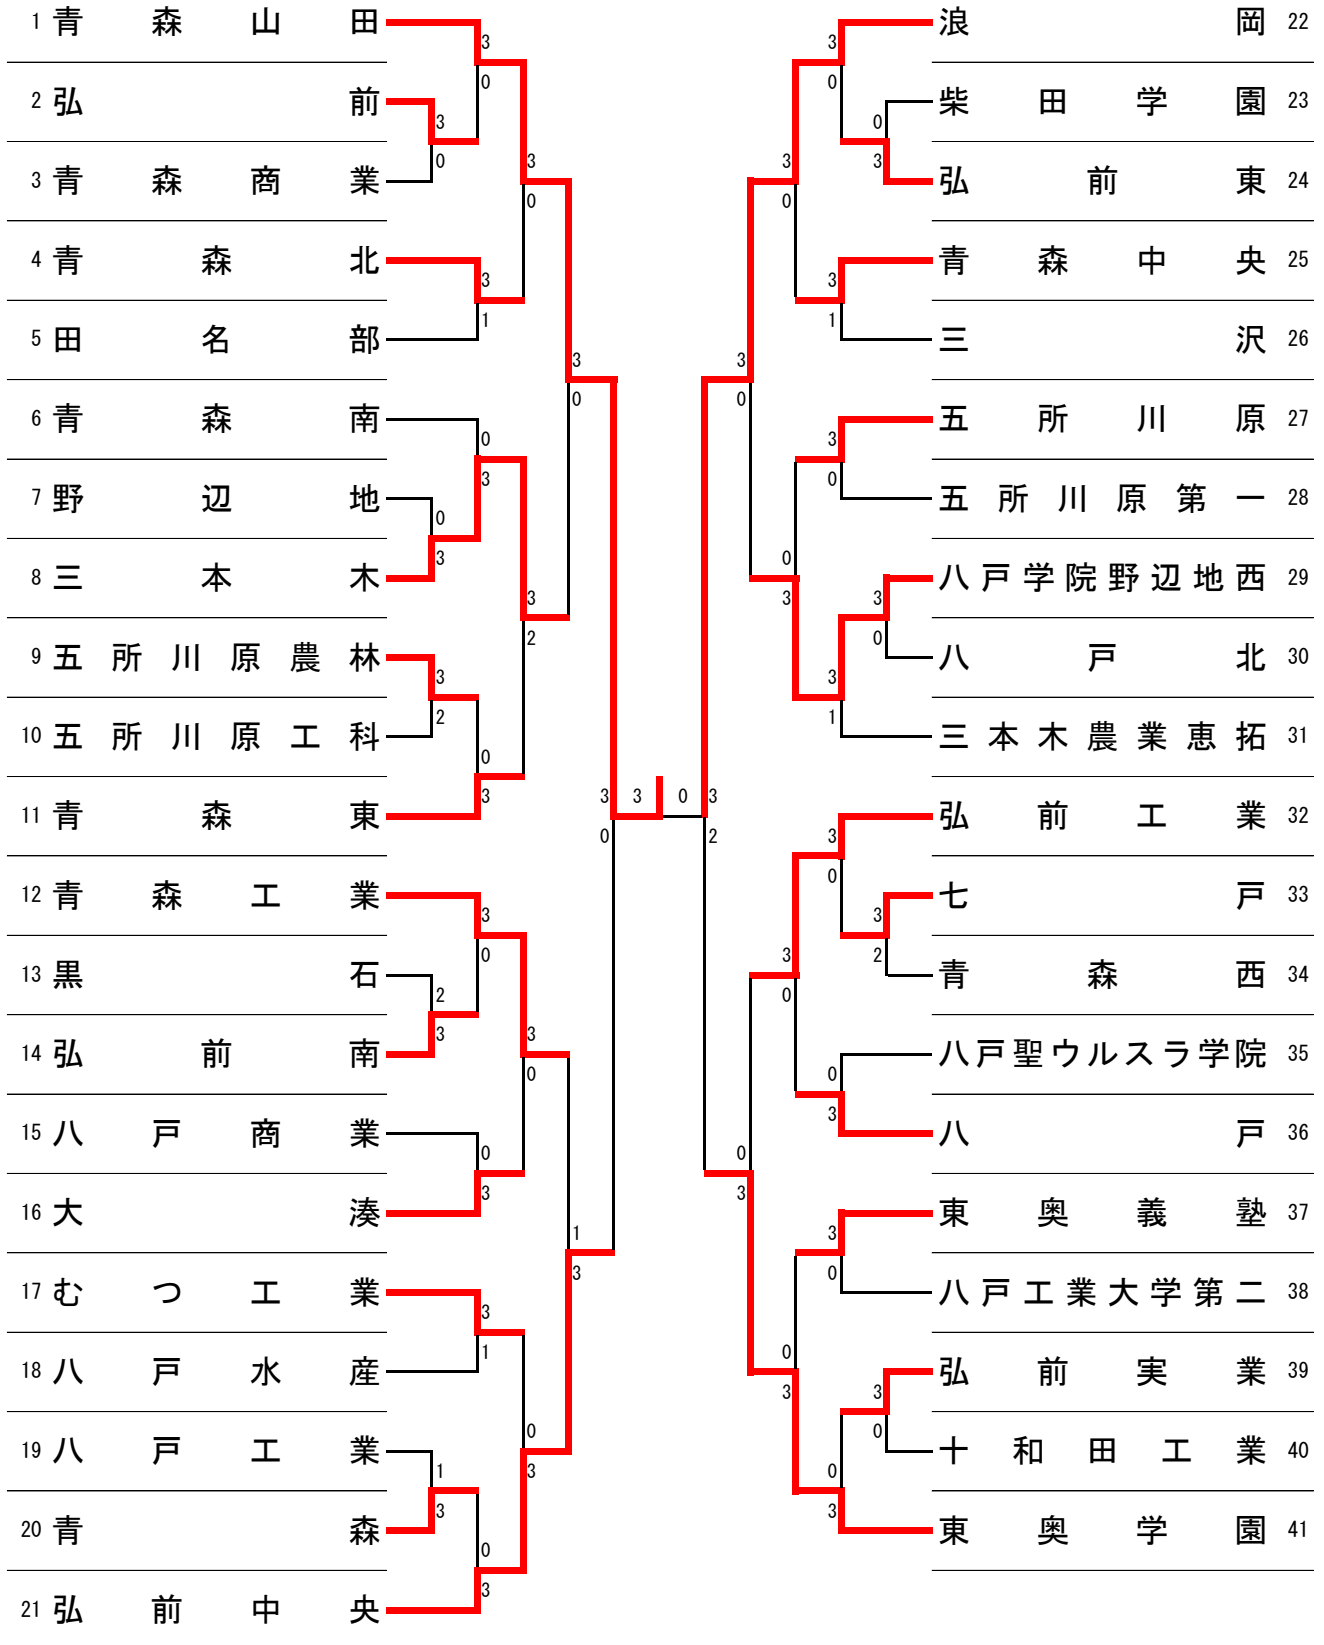 1 青森山田
3
0
2 弘前
3
0
3 青森商業
3
0
4 青森北
3
1
5 田名部
3
0
6 青森南
0
3
7 野辺地
0
3
8 三本木
3
2
9 五所川原農林
3
2
10 五所川原工科
0
3
11 青森東
3
0
3
0
12 青森工業
3
0
13 黒石
2
3
14 弘前南
3
0
15 八戸商業
0
3
16 大湊
1
3
17 むつ工業
3
1
18 八戸水産
0
3
19 八戸工業
1
3
20 青森
0
3
21 弘前中央
浪岡 22
3
0
柴田学園 23
0
3
弘前東 24
3
0
青森中央 25
3
1
三沢 26
3
0
五所川原 27
3
0
五所川原第一 28
0
3
八戸学院野辺地西 29
3
0
八戸北 30
3
1
三本木農業恵拓 31
3
2
弘前工業 32
3
0
七戸 33
3
2
青森西 34
3
0
八戸聖ウルスラ学院 35
0
3
八戸 36
0
3
東奥義塾 37
3
0
八戸工業大学第二 38
0
3
弘前実業 39
3
0
十和田工業 40
0
3
東奥学園 41